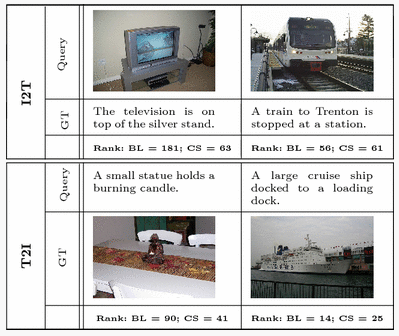 I2T
Query
GT
The television is on
top of the silver stand.
A train to Trenton is
stopped at a station.
Rank: BL = 181; CS = 63
Rank: BL = 56; CS = 61
T2I
Query
A small statue holds a
burning candle.
A large cruise ship
docked to a loading
dock.
GT
Rank: BL = 90; CS = 41
Rank: BL = 14; CS = 25